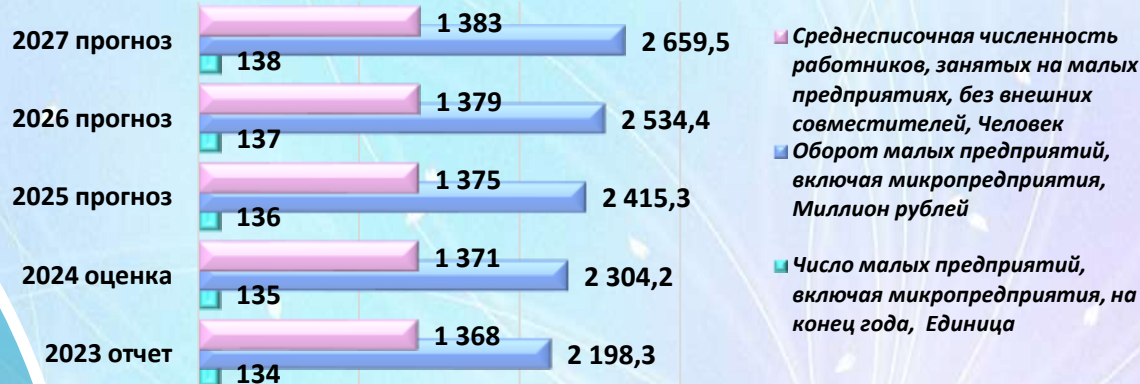 2027 прогноз
1 383
2 659,5
138
2026 прогноз
1 379
2 534,4
137
2025 прогноз
1 375
2 415,3
136
2024 оценка
1 371
2 304,2
135
2023 отчет
1 368
2 198,3
134
Среднесписочная численность
работников, занятых на малых
предприятиях, без внешних
совместителей, Человек
Оборот малых предприятий,
включая микропредприятия,
Миллион рублей
Число малых предприятий,
включая микропредприятия, на
конец года, Единица